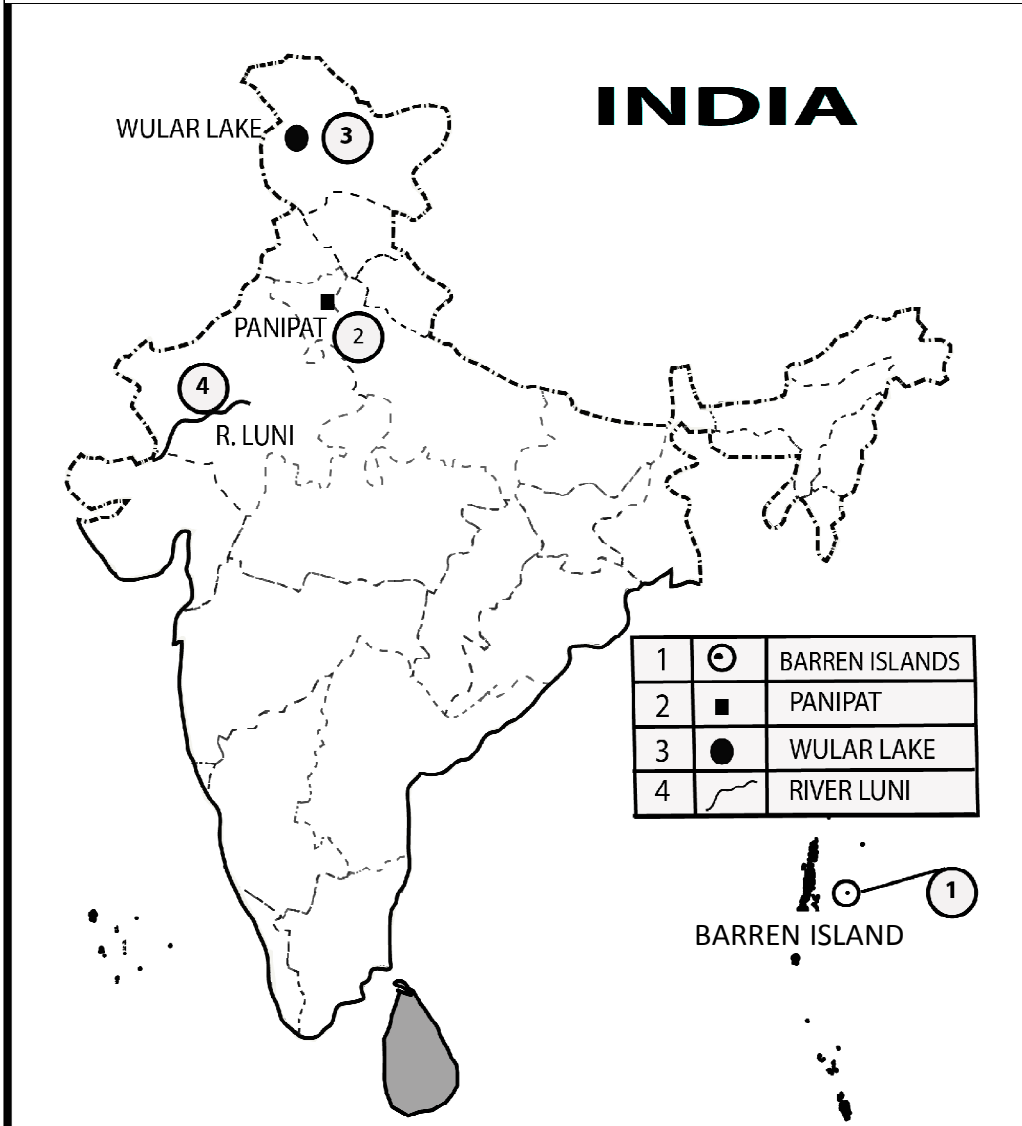 INDIA
WULAR LAKE
3
PANIPAT
2
4
R. LUNI
1 BARREN ISLANDS
2 PANIPAT
3 WULAR LAKE
4 RIVER LUNI
1
BARREN ISLAND